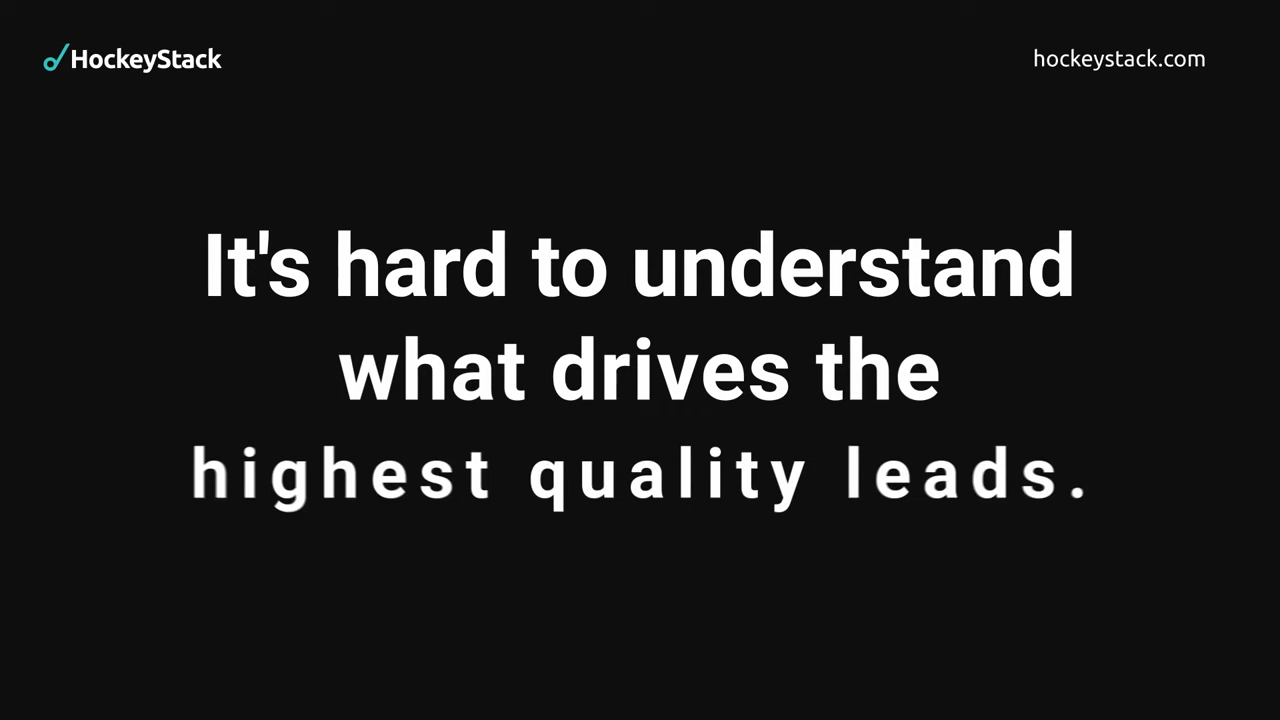 HockeyStack
hockeystack.com
It's hard to understand
what drives the
highest quality leads.